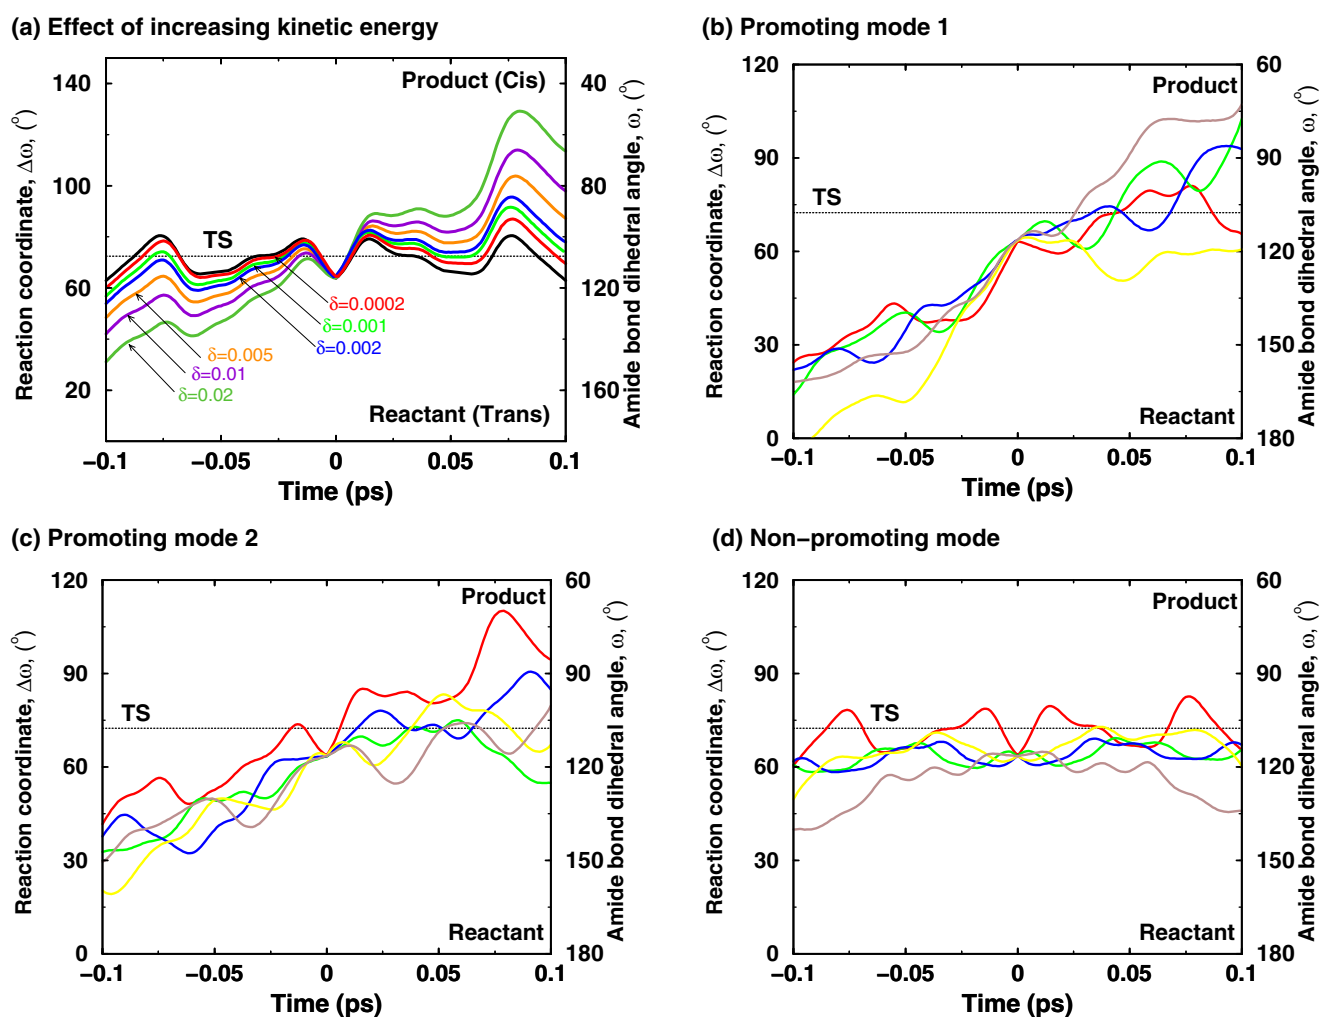 (a) Effect of increasing kinetic energy
Reaction coordinate, Δω, (°)
140
100
60
20
Product (Cis)
TS
δ=0.0002
δ=0.001
δ=0.002
δ=0.005
δ=0.01
δ=0.02
Reactant (Trans)
40
80
120
160
Amide bond dihedral angle, ω, (°)
−0.1
−0.05
0
0.05
0.1
Time (ps)
(b) Promoting mode 1
Reaction coordinate, Δω, (°)
120
90
60
30
0
Product
TS
Reactant
60
90
120
150
180
Amide bond dihedral angle, ω, (°)
−0.1
−0.05
0
0.05
0.1
Time (ps)
(c) Promoting mode 2
Reaction coordinate, Δω, (°)
120
90
60
30
0
Product
TS
Reactant
60
90
120
150
180
Amide bond dihedral angle, ω, (°)
−0.1
−0.05
0
0.05
0.1
Time (ps)
(d) Non−promoting mode
Reaction coordinate, Δω, (°)
120
90
60
30
0
Product
TS
Reactant
60
90
120
150
180
Amide bond dihedral angle, ω, (°)
−0.1
−0.05
0
0.05
0.1
Time (ps)